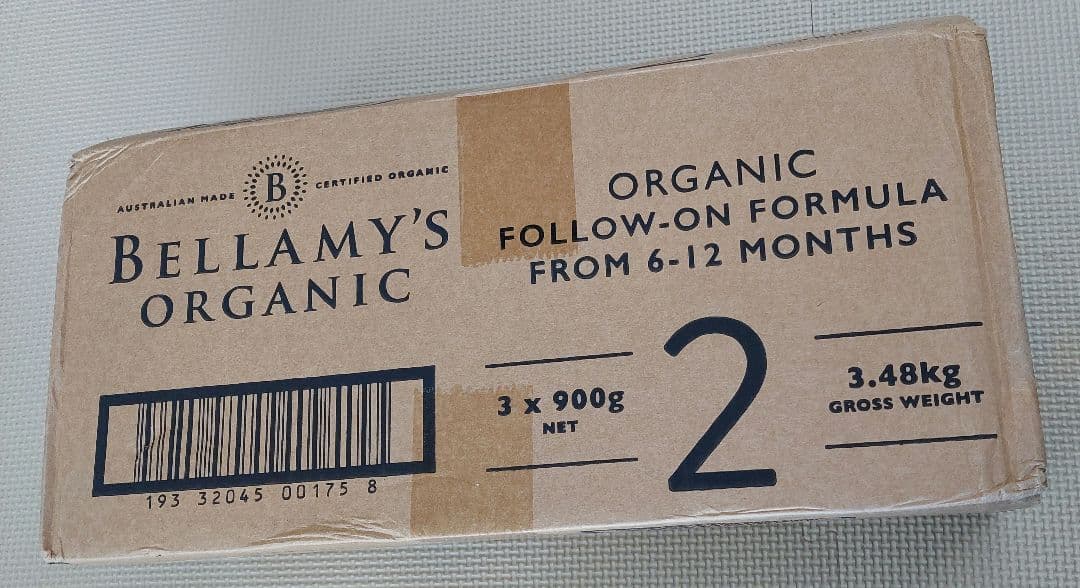 AUSTRALIAN MADE B CERTIFIED ORGANIC
BELLAMY'S
ORGANIC
193 32045 00175 8
ORGANIC
FOLLOW-ON FORMULA
FROM 6-12 MONTHS
3 x 900g
NET
2
3.48kg
GROSS WEIGHT